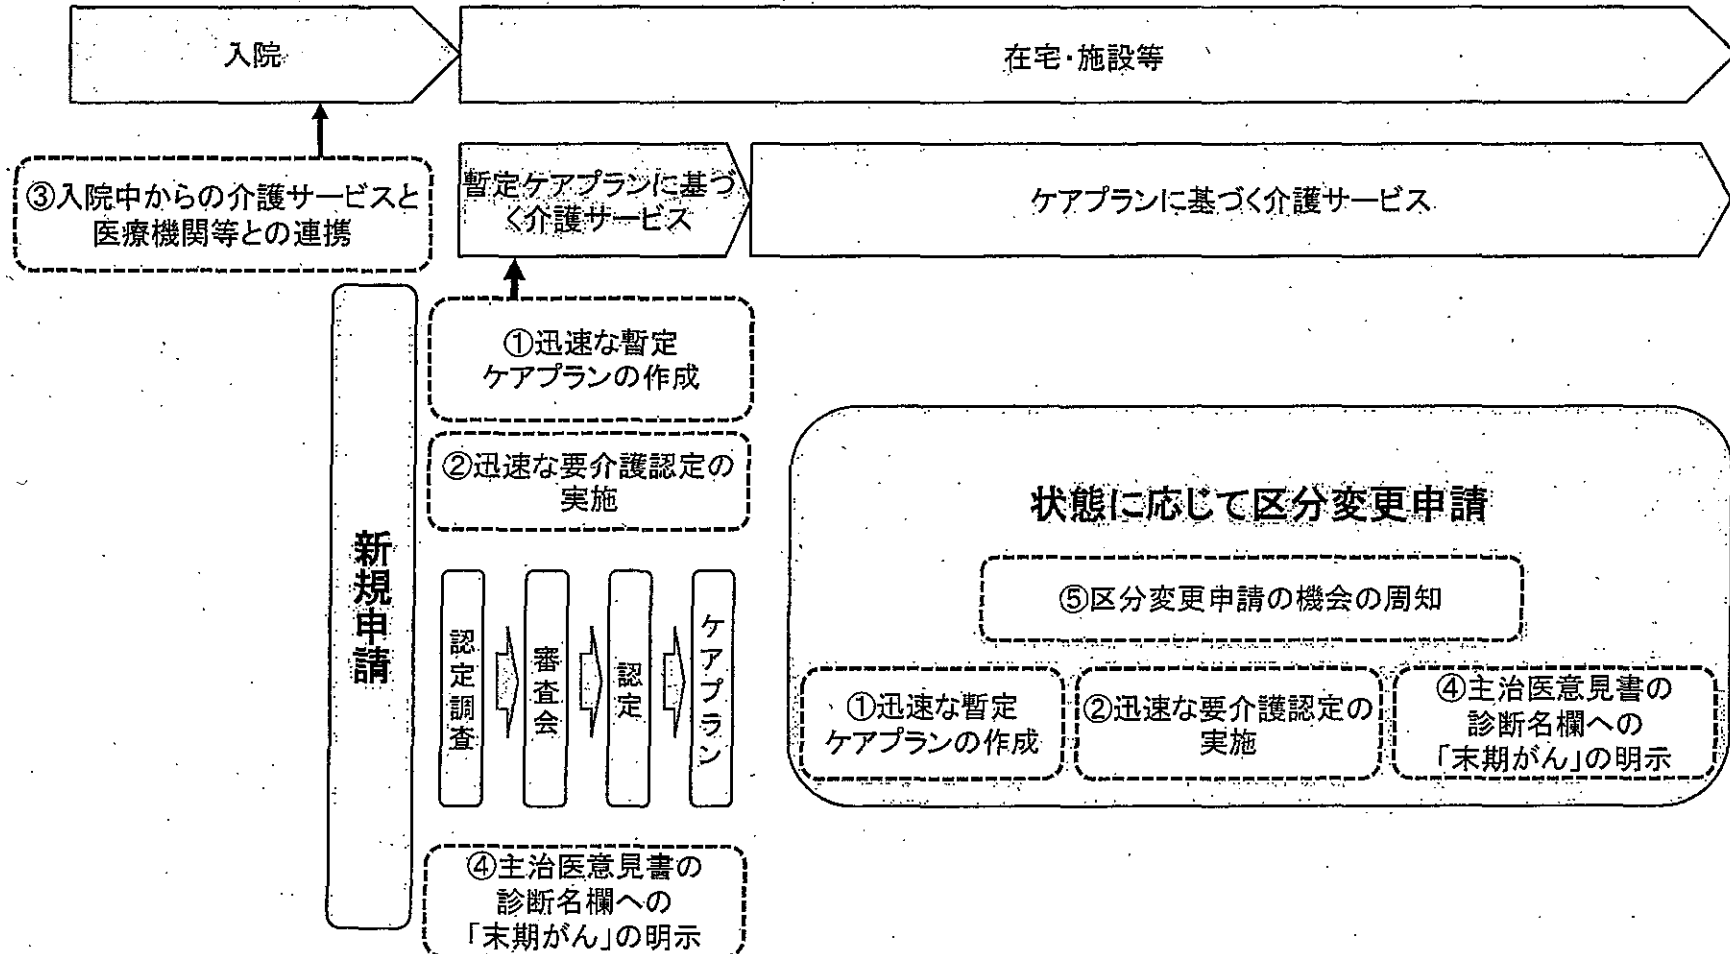 入院
在宅・施設等
③入院中からの介護サービスと
医療機関等との連携
暫定ケアプランに基づ
く介護サービス
ケアプランに基づく介護サービス
新規申請
①迅速な暫定
ケアプランの作成
②迅速な要介護認定の
実施
認定調査
審査会
認定
ケアプラン
④主治医意見書の
診断名欄への
「末期がん」の明示
状態に応じて区分変更申請
⑤区分変更申請の機会の周知
①迅速な暫定
ケアプランの作成
②迅速な要介護認定の
実施
④主治医意見書の
診断名欄への
「末期がん」の明示